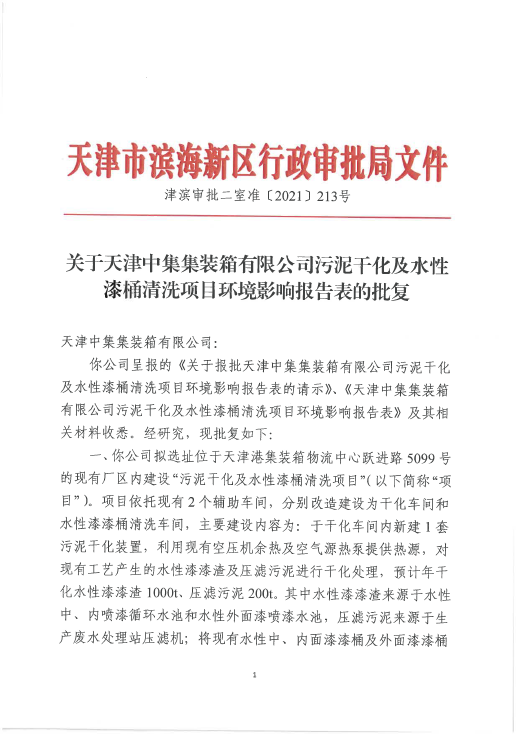 天津市滨海新区行政审批局文件
津滨审批二室准〔2021〕213号
关于天津中集集装箱有限公司污泥干化及水性
漆桶清洗项目环境影响报告表的批复
天津中集集装箱有限公司：
你公司呈报的《关于报批天津中集集装箱有限公司污泥干化
及水性漆桶清洗项目环境影响报告表的请示》、《天津中集集装箱
有限公司污泥干化及水性漆桶清洗项目环境影响报告表》及其相
关材料收悉。经研究，现批复如下：
一、你公司拟选址位于天津港集装箱物流中心跃进路 5099 号
的现有厂区内建设“污泥干化及水性漆桶清洗项目”（以下简称“项
目”）。项目依托现有 2 个辅助车间，分别改造建设为干化车间和
水性漆漆桶清洗车间，主要建设内容为：于干化车间内新建 1 套
污泥干化装置，利用现有空压机余热及空气源热泵提供热源，对
现有工艺产生的水性漆漆渣及压滤污泥进行干化处理，预计年干
化水性漆漆渣 1000t、压滤污泥 200t。其中水性漆漆渣来源于水性
中、内喷漆循环水池和水性外面漆喷漆水池，压滤污泥来源于生
产废水处理站压滤机；将现有水性中、内面漆漆桶及外面漆漆桶
1